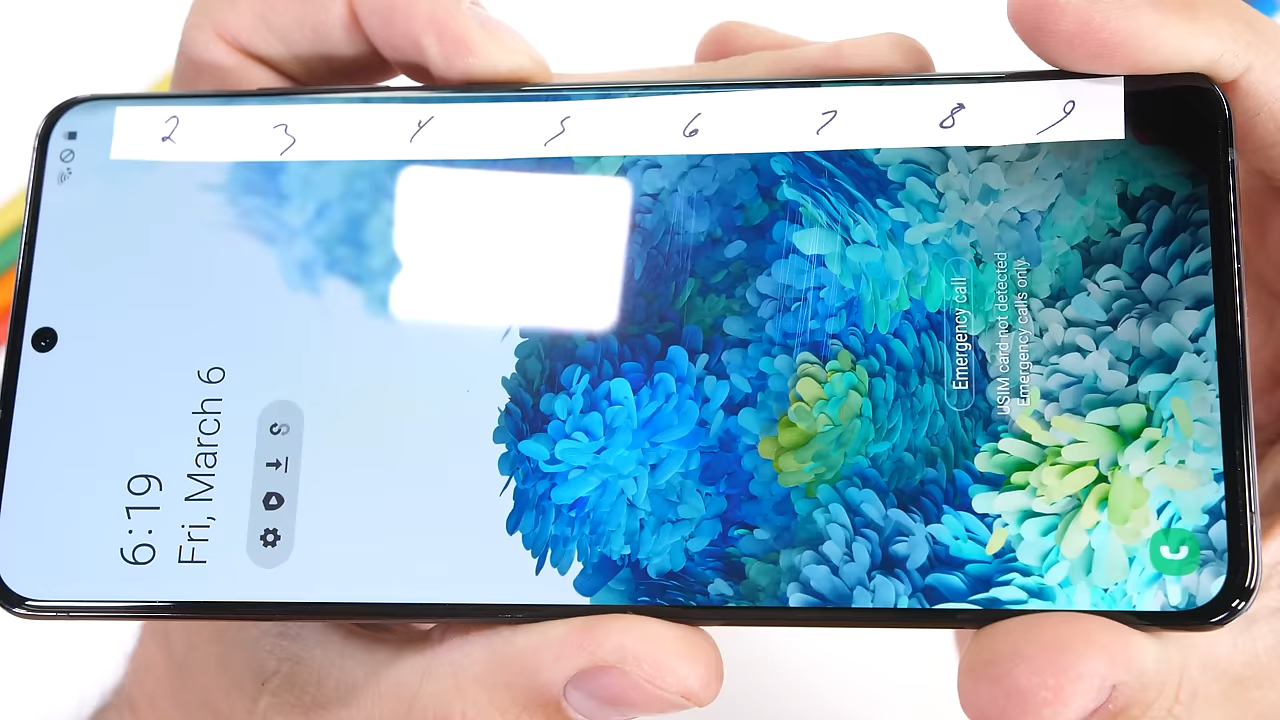 2 3 4 5 6 7 8 9
6:19
Fri, March 6
Emergency call
USIM card not detected
Emergency calls only